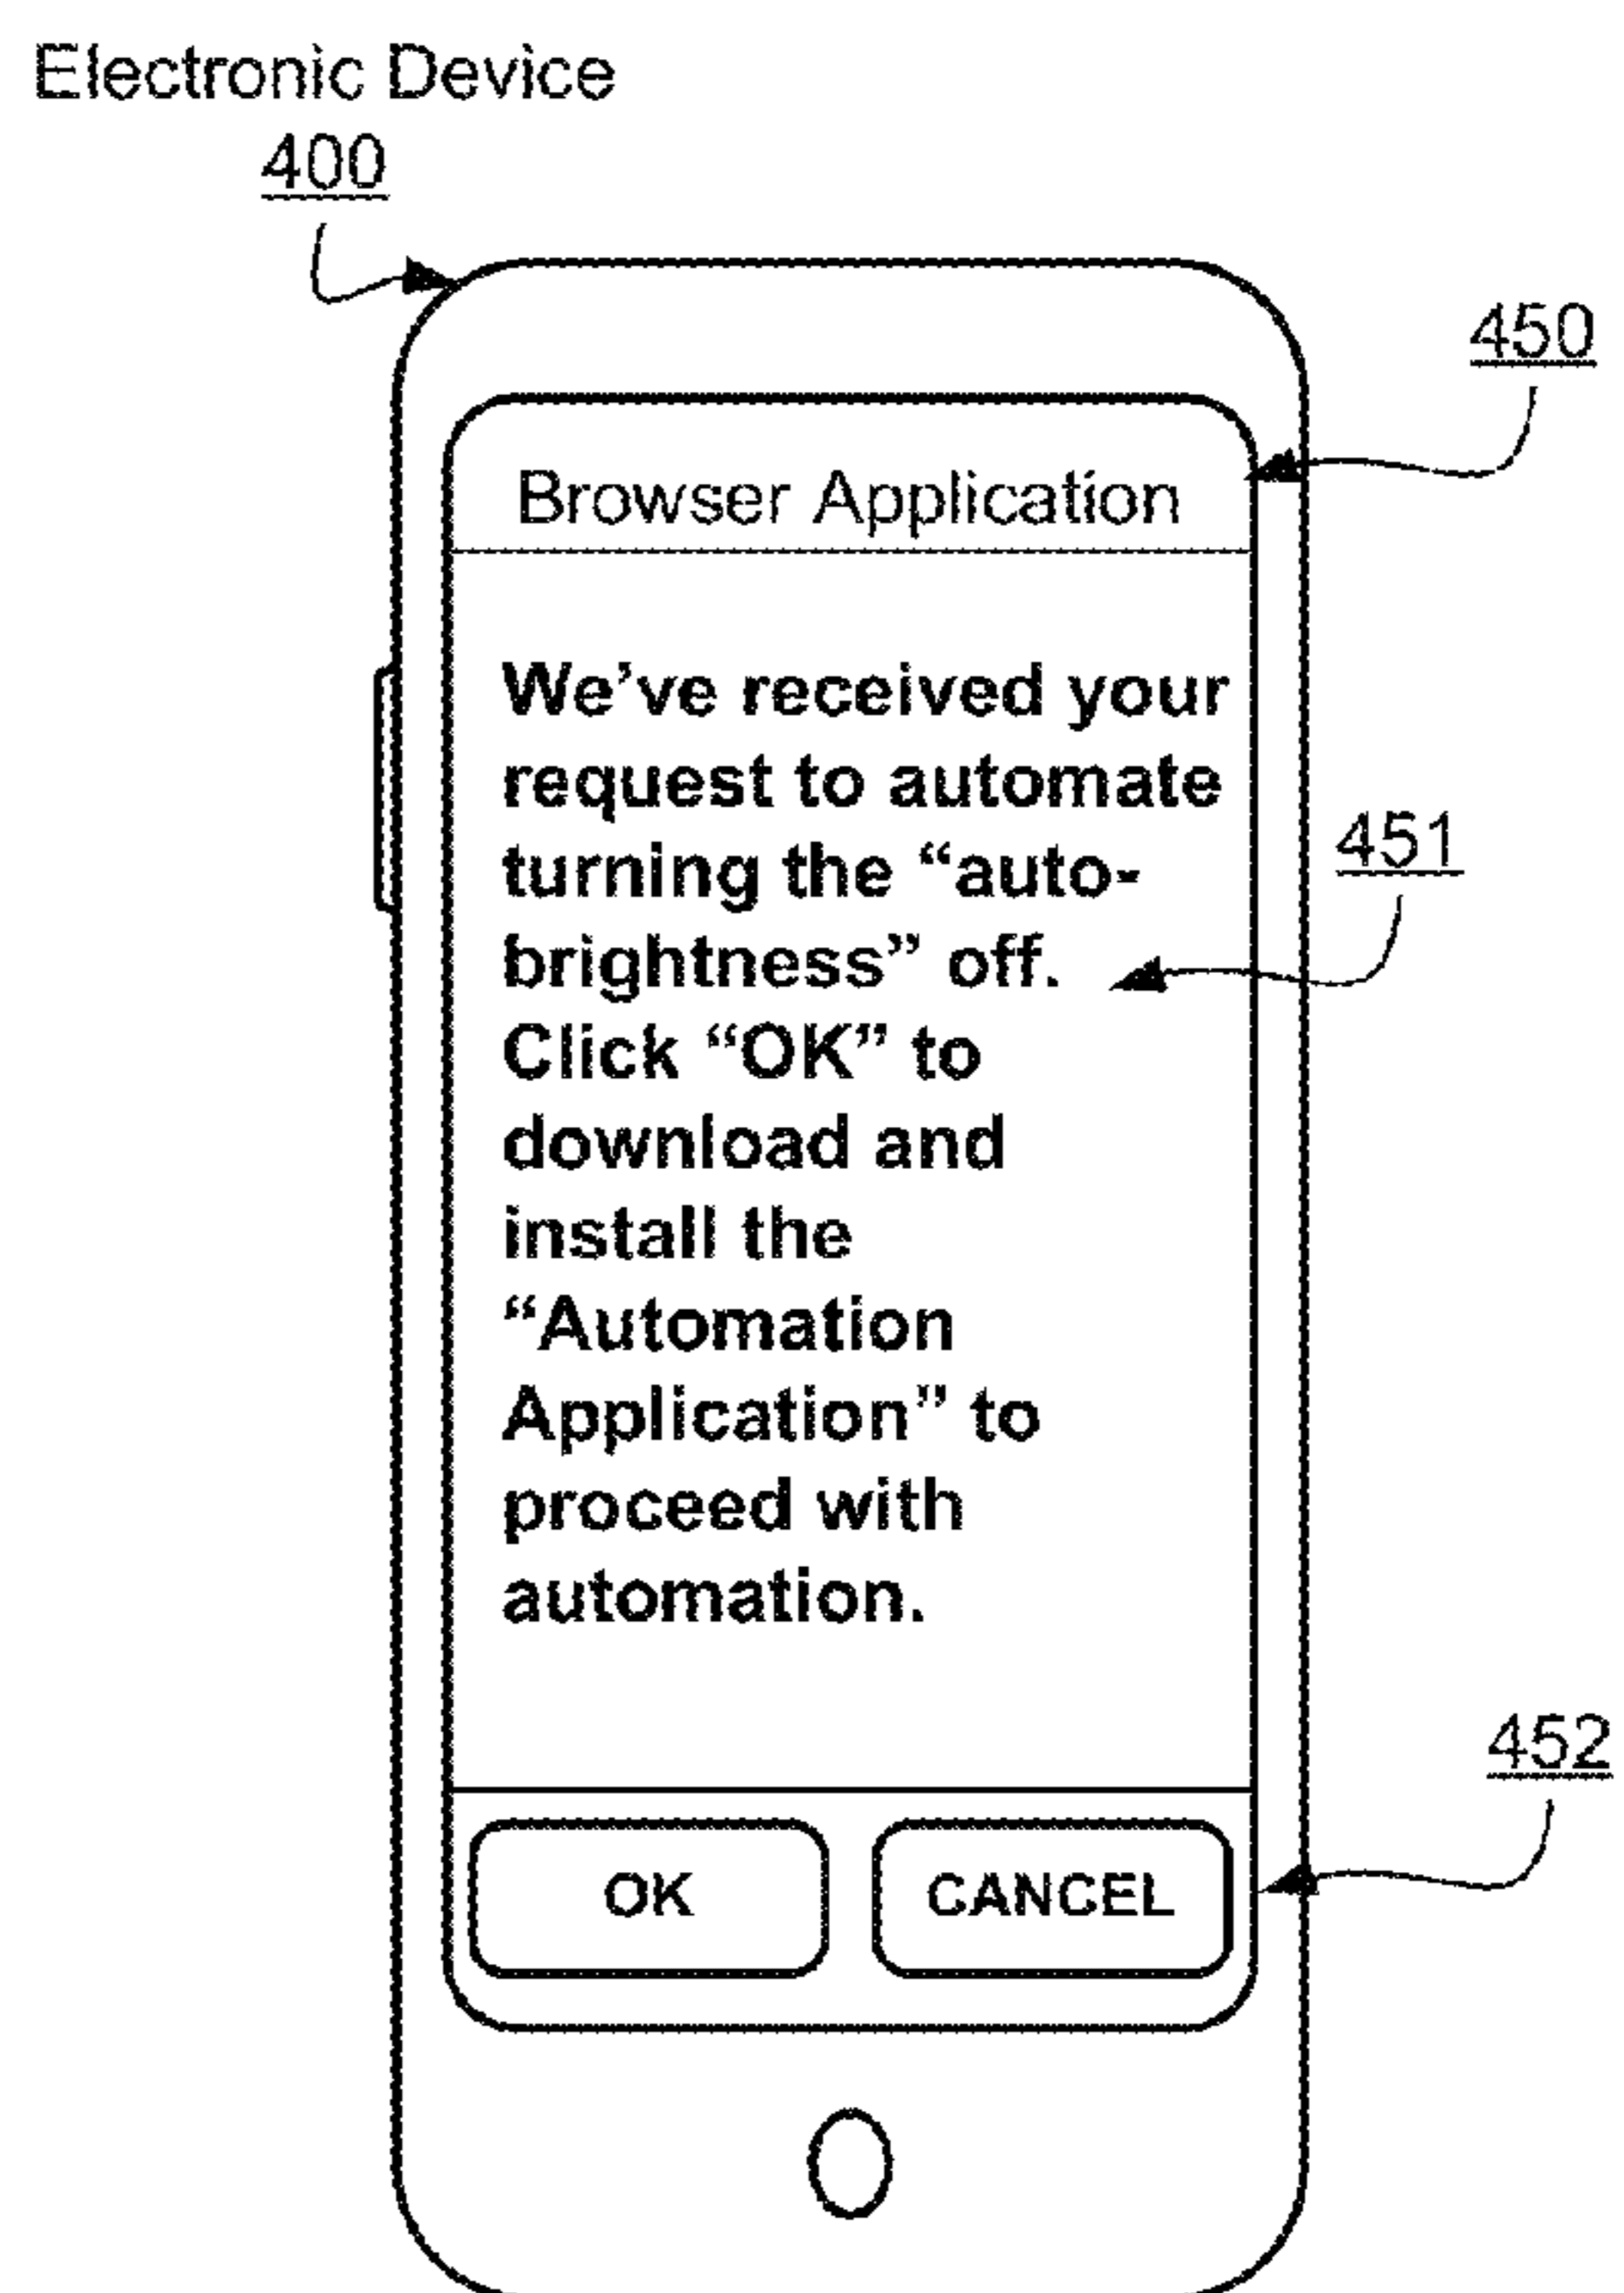 Electronic Device
400
450
Browser Application
We've received your
request to automate
turning the “auto-
brightness” off.
451
Click “OK” to
download and
install the
“Automation
Application” to
proceed with
automation.
452
OK
CANCEL